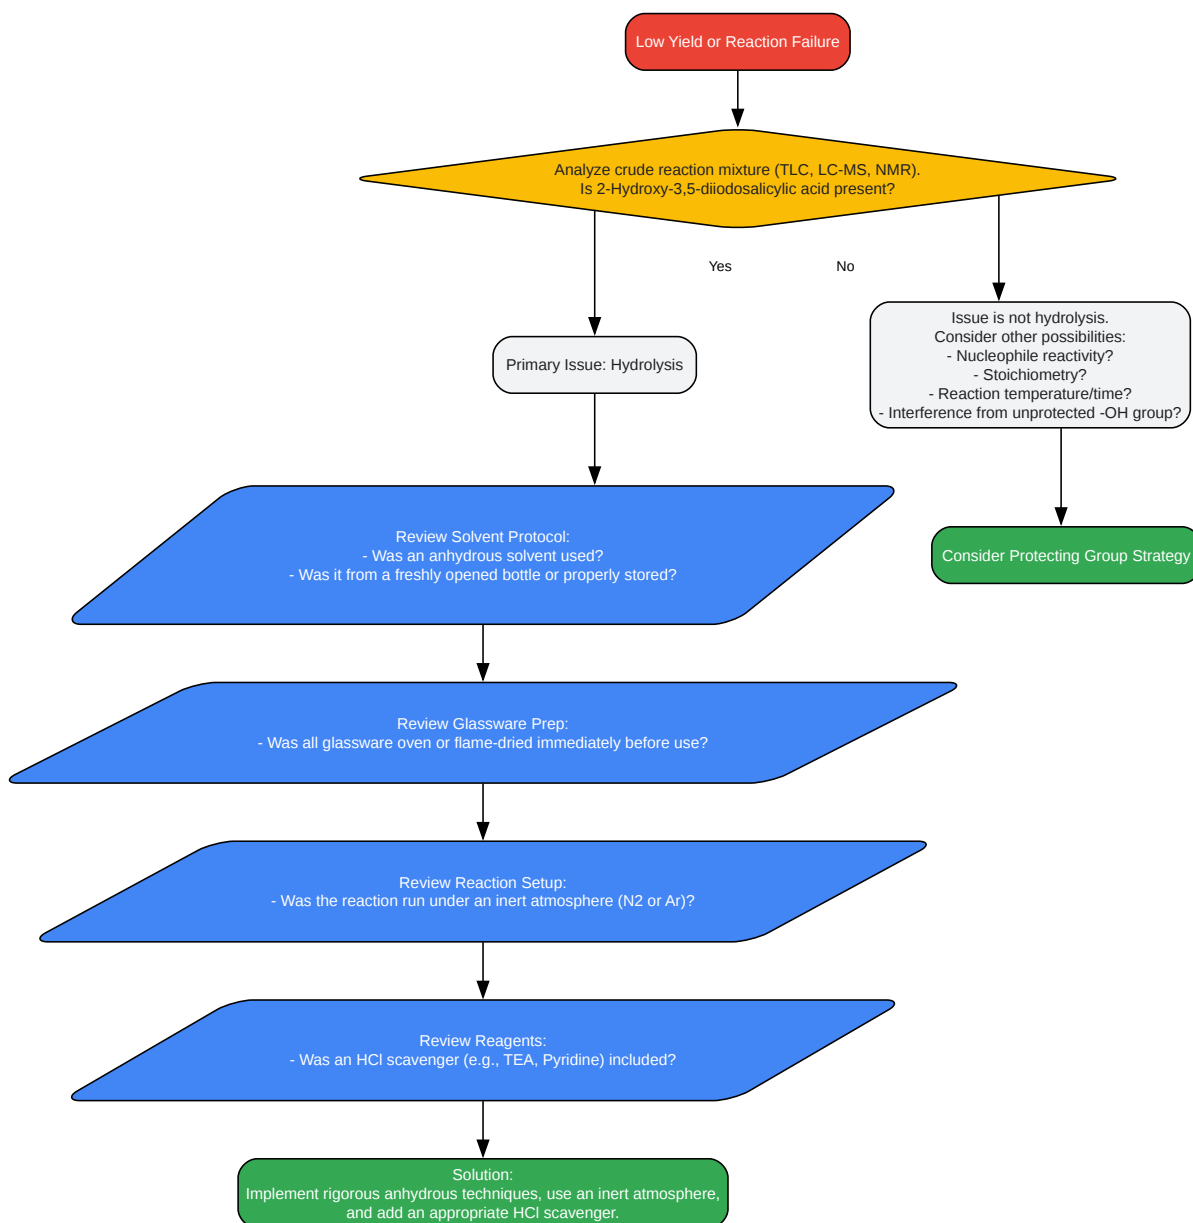 Low Yield or Reaction Failure
Analyze crude reaction mixture (TLC, LC-MS, NMR).
Is 2-Hydroxy-3,5-diiodosalicylic acid present?
Yes
No
Issue is not hydrolysis.
Consider other possibilities:
- Nucleophile reactivity?
- Stoichiometry?
- Reaction temperature/time?
- Interference from unprotected -OH group?
Primary Issue: Hydrolysis
Review Solvent Protocol:
- Was an anhydrous solvent used?
- Was it from a freshly opened bottle or properly stored?
Consider Protecting Group Strategy
Review Glassware Prep:
- Was all glassware oven or flame-dried immediately before use?
Review Reaction Setup:
- Was the reaction run under an inert atmosphere (N2 or Ar)?
Review Reagents:
- Was an HCl scavenger (e.g., TEA, Pyridine) included?
Solution:
Implement rigorous anhydrous techniques, use an inert atmosphere,
and add an appropriate HCl scavenger.